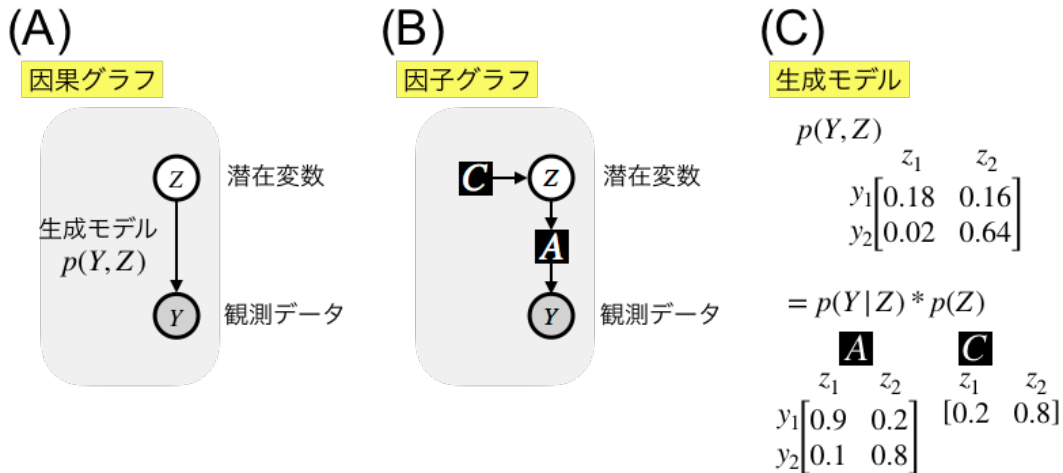 (A)
因果グラフ
Z
潜在変数
生成モデル
p(Y, Z)
Y
観測データ
(B)
因子グラフ
C
Z
潜在変数
A
Y
観測データ
(C)
生成モデル
p(Y, Z)
z₁ z₂
y₁ [0.18 0.16]
y₂ [0.02 0.64]
= p(Y|Z) * p(Z)
A C
z₁ z₂ z₁ z₂
y₁ [0.9 0.2] [0.2 0.8]
y₂ [0.1 0.8]